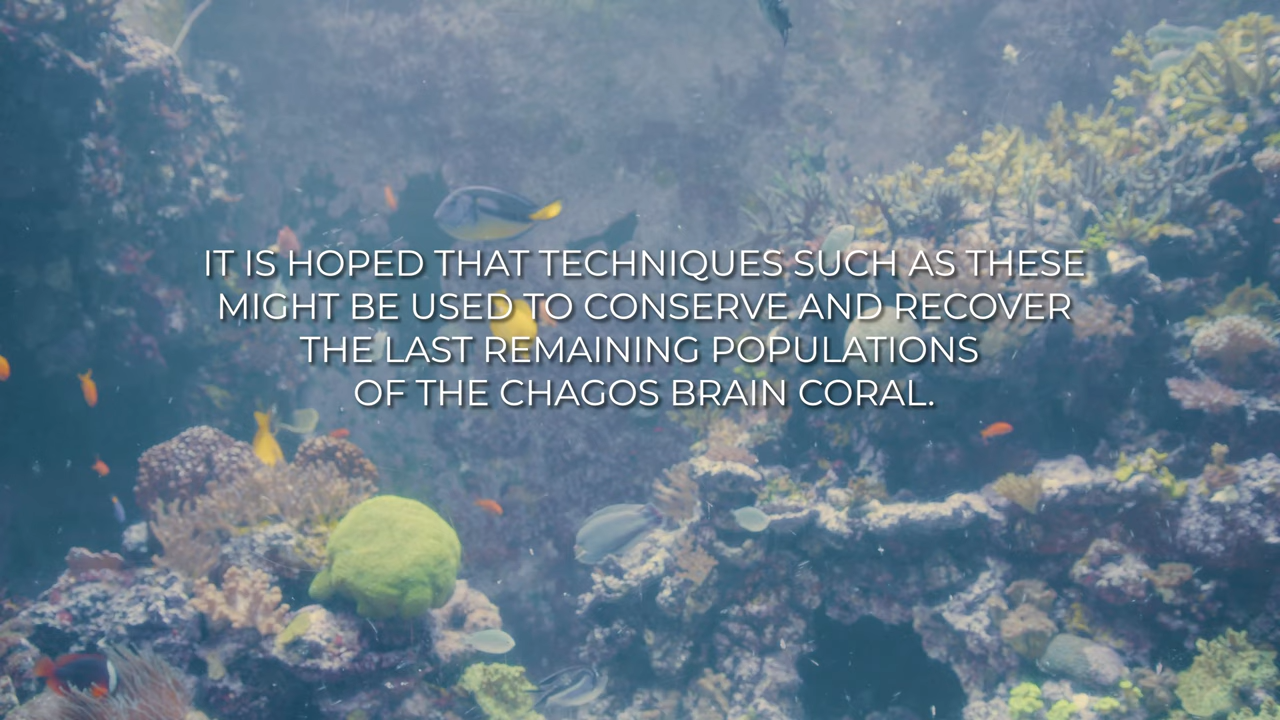 IT IS HOPED THAT TECHNIQUES SUCH AS THESE
MIGHT BE USED TO CONSERVE AND RECOVER
THE LAST REMAINING POPULATIONS
OF THE CHAGOS BRAIN CORAL.